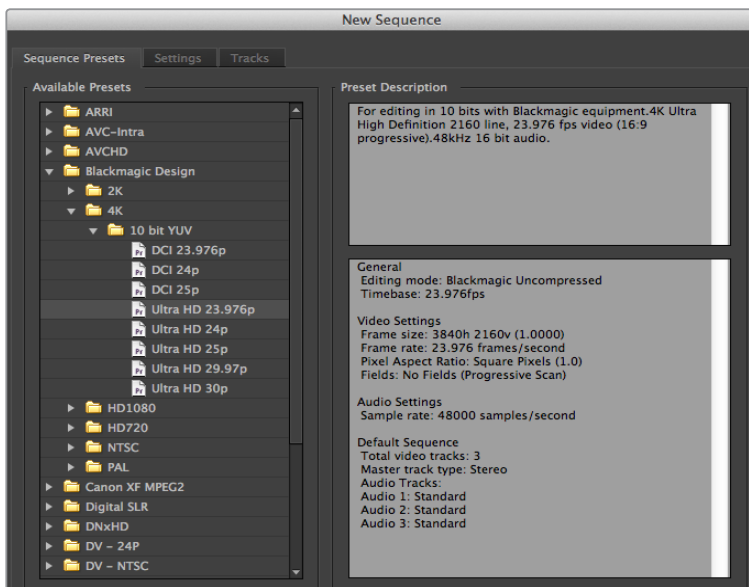 New Sequence
Sequence Presets
Settings
Tracks
Available Presets
ARRI
AVC-Intra
AVCHD
Blackmagic Design
2K
4K
10 bit YUV
DCI 23.976p
DCI 24p
DCI 25p
Ultra HD 23.976p
Ultra HD 24p
Ultra HD 25p
Ultra HD 29.97p
Ultra HD 30p
HD1080
HD720
NTSC
PAL
Canon XF MPEG2
Digital SLR
DNxHD
DV – 24P
DV – NTSC
Preset Description
For editing in 10 bits with Blackmagic equipment.4K Ultra
High Definition 2160 line, 23.976 fps video (16:9
progressive).48kHz 16 bit audio.
General
Editing mode: Blackmagic Uncompressed
Timebase: 23.976fps
Video Settings
Frame size: 3840h 2160v (1.0000)
Frame rate: 23.976 frames/second
Pixel Aspect Ratio: Square Pixels (1.0)
Fields: No Fields (Progressive Scan)
Audio Settings
Sample rate: 48000 samples/second
Default Sequence
Total video tracks: 3
Master track type: Stereo
Audio Tracks:
Audio 1: Standard
Audio 2: Standard
Audio 3: Standard